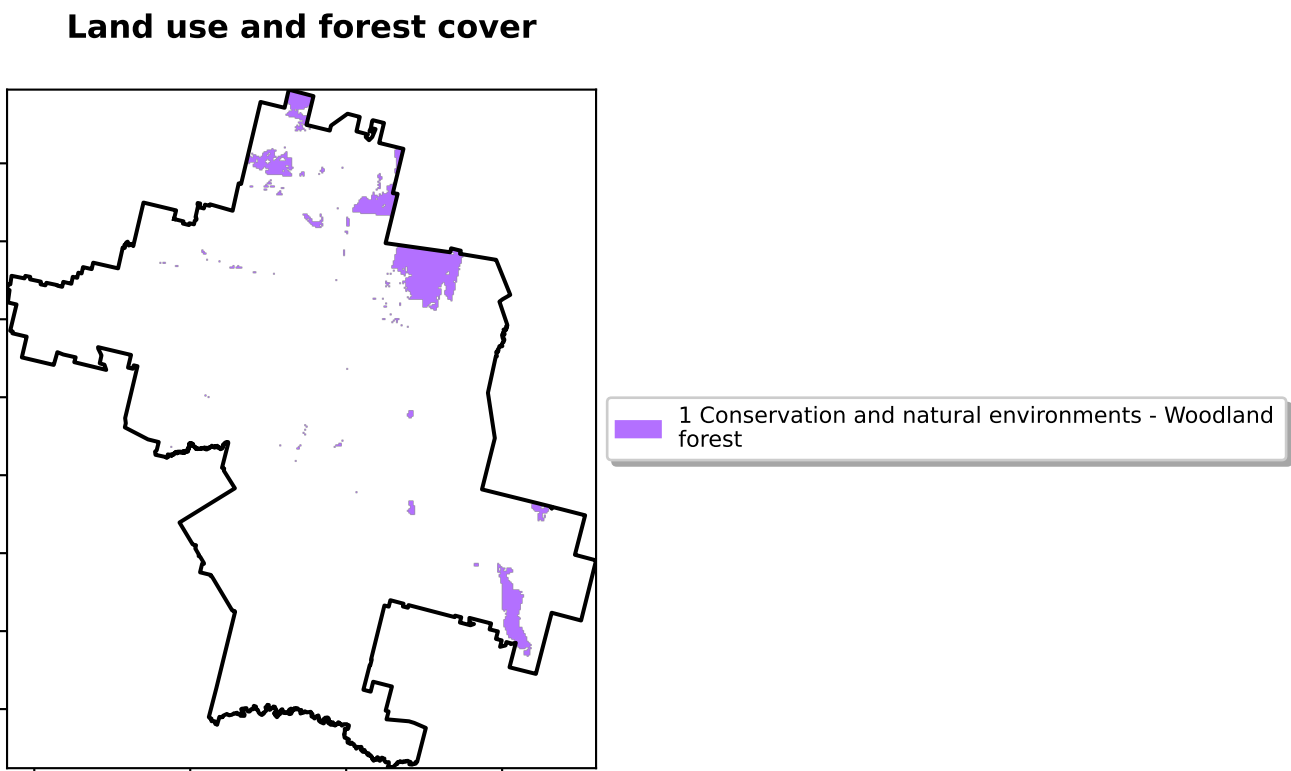 Land use and forest cover
1 Conservation and natural environments - Woodland
forest